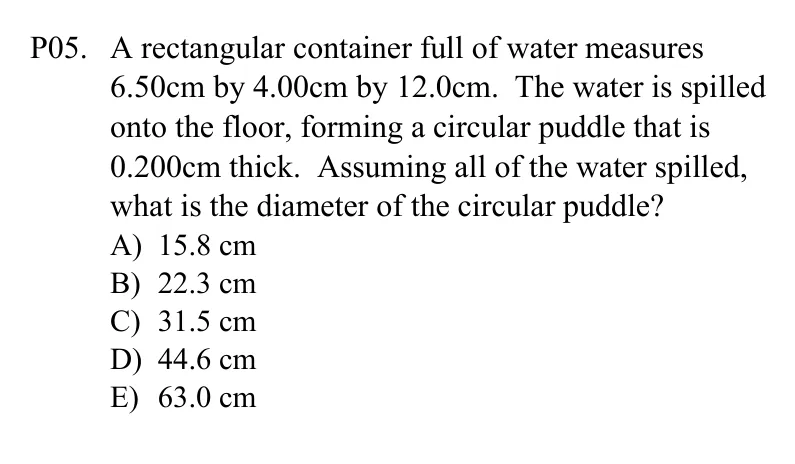 P05. A rectangular container full of water measures
6.50cm by 4.00cm by 12.0cm. The water is spilled
onto the floor, forming a circular puddle that is
0.200cm thick. Assuming all of the water spilled,
what is the diameter of the circular puddle?
A) 15.8 cm
B) 22.3 cm
C) 31.5 cm
D) 44.6 cm
E) 63.0 cm